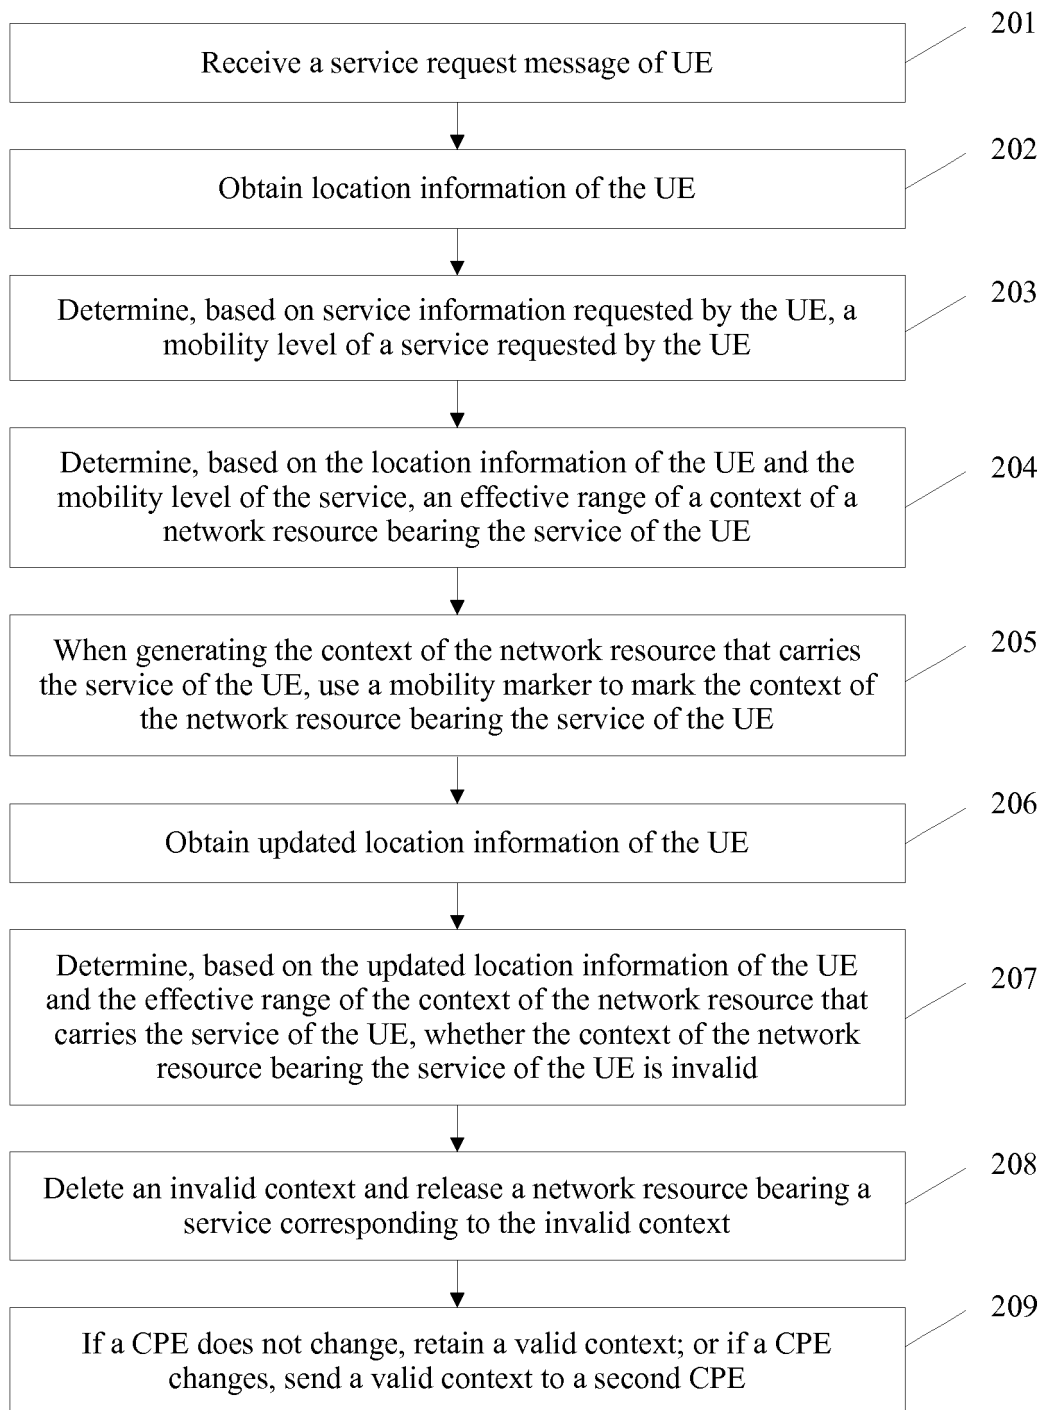 201
Receive a service request message of UE
202
Obtain location information of the UE
203
Determine, based on service information requested by the UE, a
mobility level of a service requested by the UE
204
Determine, based on the location information of the UE and the
mobility level of the service, an effective range of a context of a
network resource bearing the service of the UE
205
When generating the context of the network resource that carries
the service of the UE, use a mobility marker to mark the context of
the network resource bearing the service of the UE
206
Obtain updated location information of the UE
207
Determine, based on the updated location information of the UE
and the effective range of the context of the network resource that
carries the service of the UE, whether the context of the network
resource bearing the service of the UE is invalid
208
Delete an invalid context and release a network resource bearing a
service corresponding to the invalid context
209
If a CPE does not change, retain a valid context; or if a CPE
changes, send a valid context to a second CPE